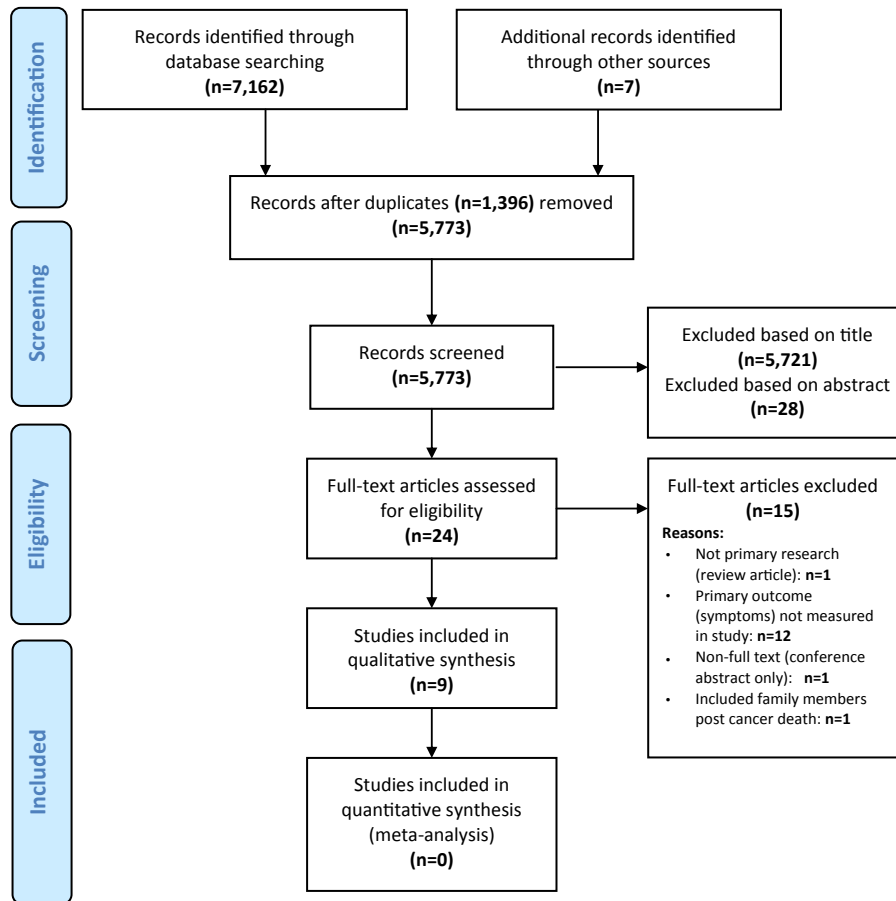 Identification
Records identified through
database searching
(n=7,162)
Additional records identified
through other sources
(n=7)
Records after duplicates (n=1,396) removed
(n=5,773)
Screening
Records screened
(n=5,773)
Excluded based on title
(n=5,721)
Excluded based on abstract
(n=28)
Eligibility
Full-text articles assessed
for eligibility
(n=24)
Full-text articles excluded
(n=15)
Reasons:
• Not primary research
(review article): n=1
• Primary outcome
(symptoms) not measured
in study: n=12
• Non-full text (conference
abstract only): n=1
• Included family members
post cancer death: n=1
Included
Studies included in
qualitative synthesis
(n=9)
Studies included in
quantitative synthesis
(meta-analysis)
(n=0)